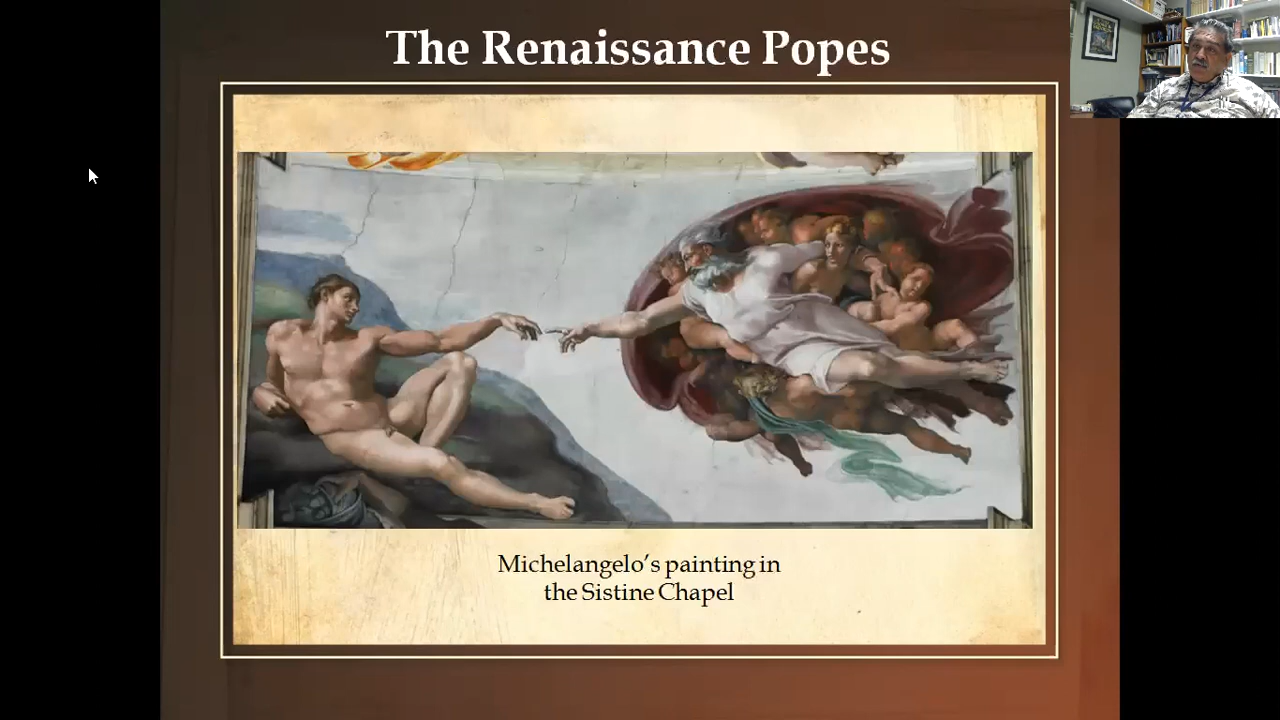 The Renaissance Popes
Michelangelo’s painting in
the Sistine Chapel